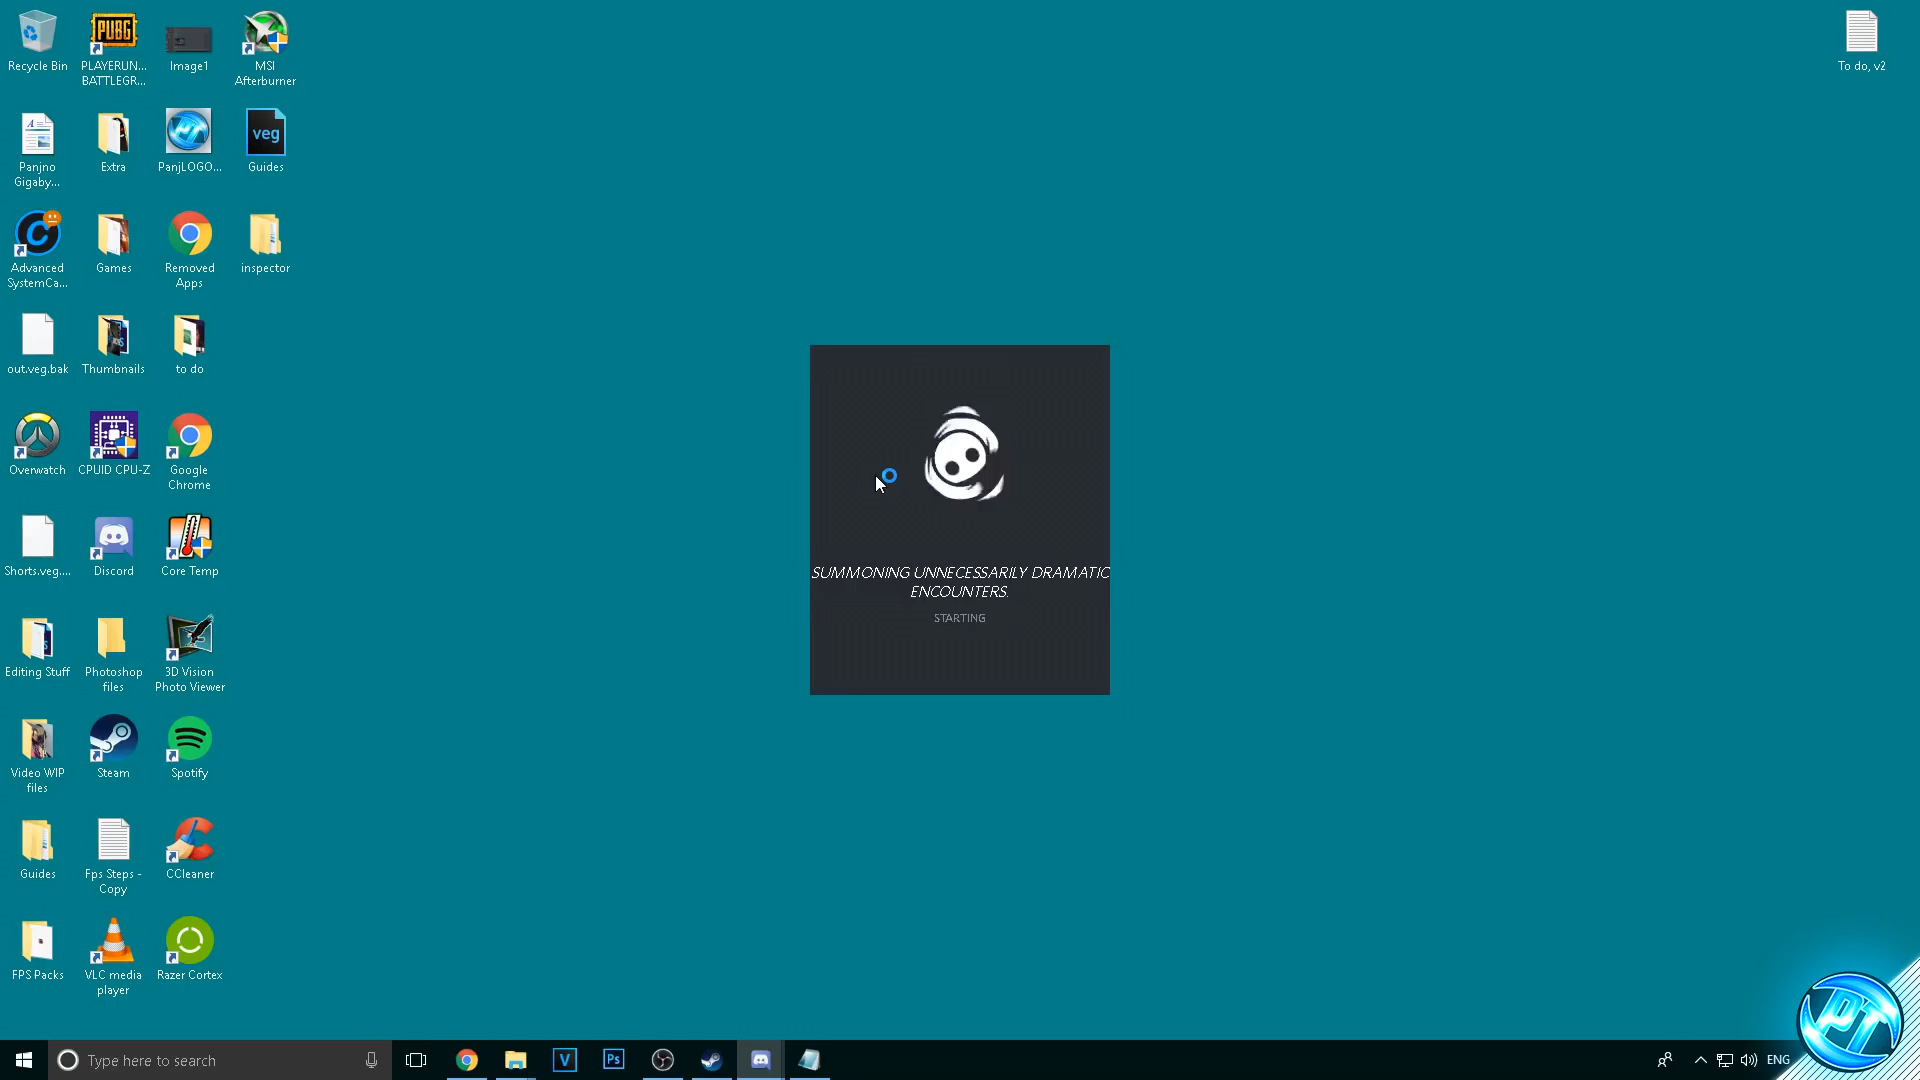 Recycle Bin
PLAYERUN...
BATTLEGR...
PUBG
Image1
MSI
Afterburner
To do, v2
Panjno
Gigaby...
Extra
PanjLOGO...
veg
Guides
Advanced
SystemCa...
Games
Removed
Apps
inspector
out.veg.bak
Thumbnails
to do
Overwatch
CPUID CPU-Z
Google
Chrome
Shorts.veg....
Discord
Core Temp
Editing Stuff
Photoshop
files
3D Vision
Photo Viewer
Video WIP
files
Steam
Spotify
Guides
Fps Steps -
Copy
CCleaner
FPS Packs
VLC media
player
Razer Cortex
SUMMONING UNNECESSARILY DRAMATIC
ENCOUNTERS.
STARTING
Type here to search
V
Ps
ENG
PT